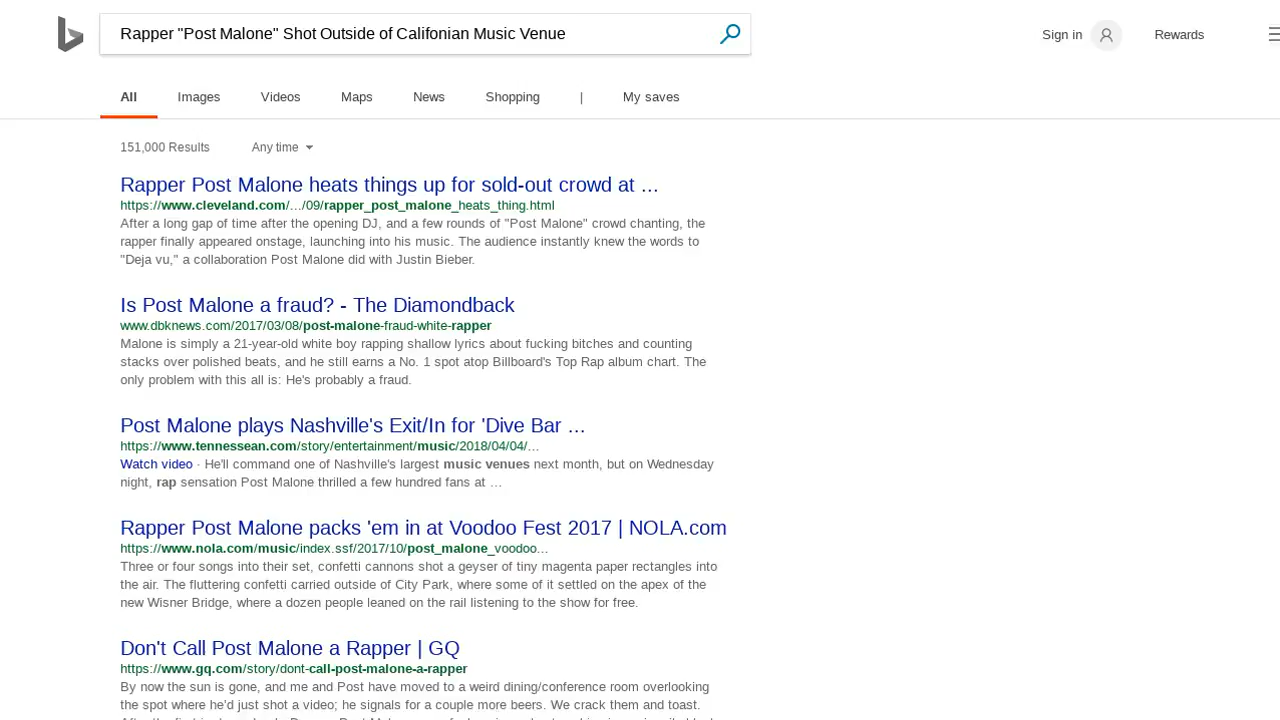 Rapper "Post Malone" Shot Outside of Califonian Music Venue
Sign in
Rewards
All Images Videos Maps News Shopping | My saves
151,000 Results Any time
Rapper Post Malone heats things up for sold-out crowd at ...
https://www.cleveland.com/.../09/rapper_post_malone_heats_thing.html
After a long gap of time after the opening DJ, and a few rounds of "Post Malone" crowd chanting, the
rapper finally appeared onstage, launching into his music. The audience instantly knew the words to
"Deja vu," a collaboration Post Malone did with Justin Bieber.
Is Post Malone a fraud? - The Diamondback
www.dbknews.com/2017/03/08/post-malone-fraud-white-rapper
Malone is simply a 21-year-old white boy rapping shallow lyrics about fucking bitches and counting
stacks over polished beats, and he still earns a No. 1 spot atop Billboard's Top Rap album chart. The
only problem with this all is: He's probably a fraud.
Post Malone plays Nashville's Exit/In for 'Dive Bar ...
https://www.tennessean.com/story/entertainment/music/2018/04/04/...
Watch video · He'll command one of Nashville's largest music venues next month, but on Wednesday
night, rap sensation Post Malone thrilled a few hundred fans at ...
Rapper Post Malone packs 'em in at Voodoo Fest 2017 | NOLA.com
https://www.nola.com/music/index.ssf/2017/10/post_malone_voodoo...
Three or four songs into their set, confetti cannons shot a geyser of tiny magenta paper rectangles into
the air. The fluttering confetti carried outside of City Park, where some of it settled on the apex of the
new Wisner Bridge, where a dozen people leaned on the rail listening to the show for free.
Don't Call Post Malone a Rapper | GQ
https://www.gq.com/story/dont-call-post-malone-a-rapper
By now the sun is gone, and me and Post have moved to a weird dining/conference room overlooking
the spot where he'd just shot a video; he signals for a couple more beers. We crack them and toast.